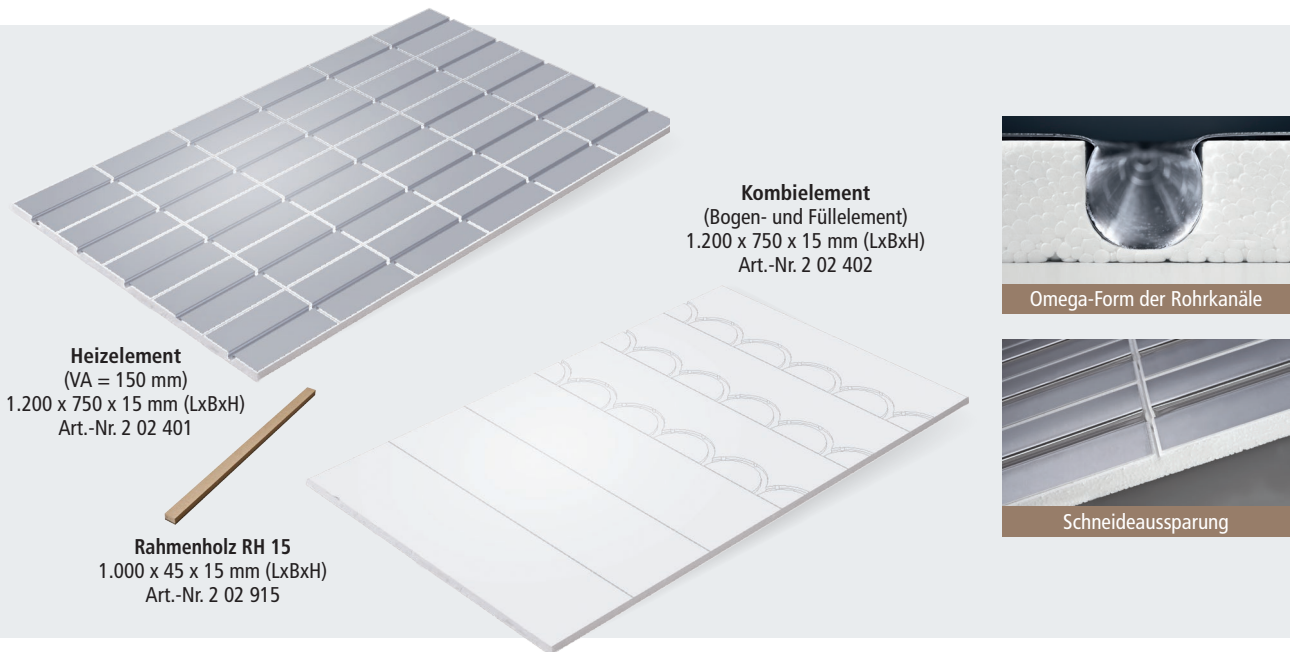 Heizelement
(VA = 150 mm)
1.200 x 750 x 15 mm (LxBxH)
Art.-Nr. 2 02 401
Rahmenholz RH 15
1.000 x 45 x 15 mm (LxBxH)
Art.-Nr. 2 02 915
Kombielement
(Bogen- und Füllelement)
1.200 x 750 x 15 mm (LxBxH)
Art.-Nr. 2 02 402
Omega-Form der Rohrkanäle
Schneideaussparung